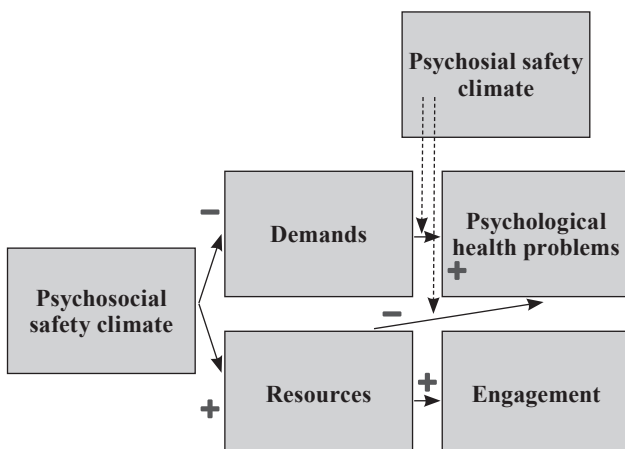 Psychosial safety
climate
−
Demands
Psychological
health problems
+
Psychosocial
safety climate
−
+
Resources
+
Engagement